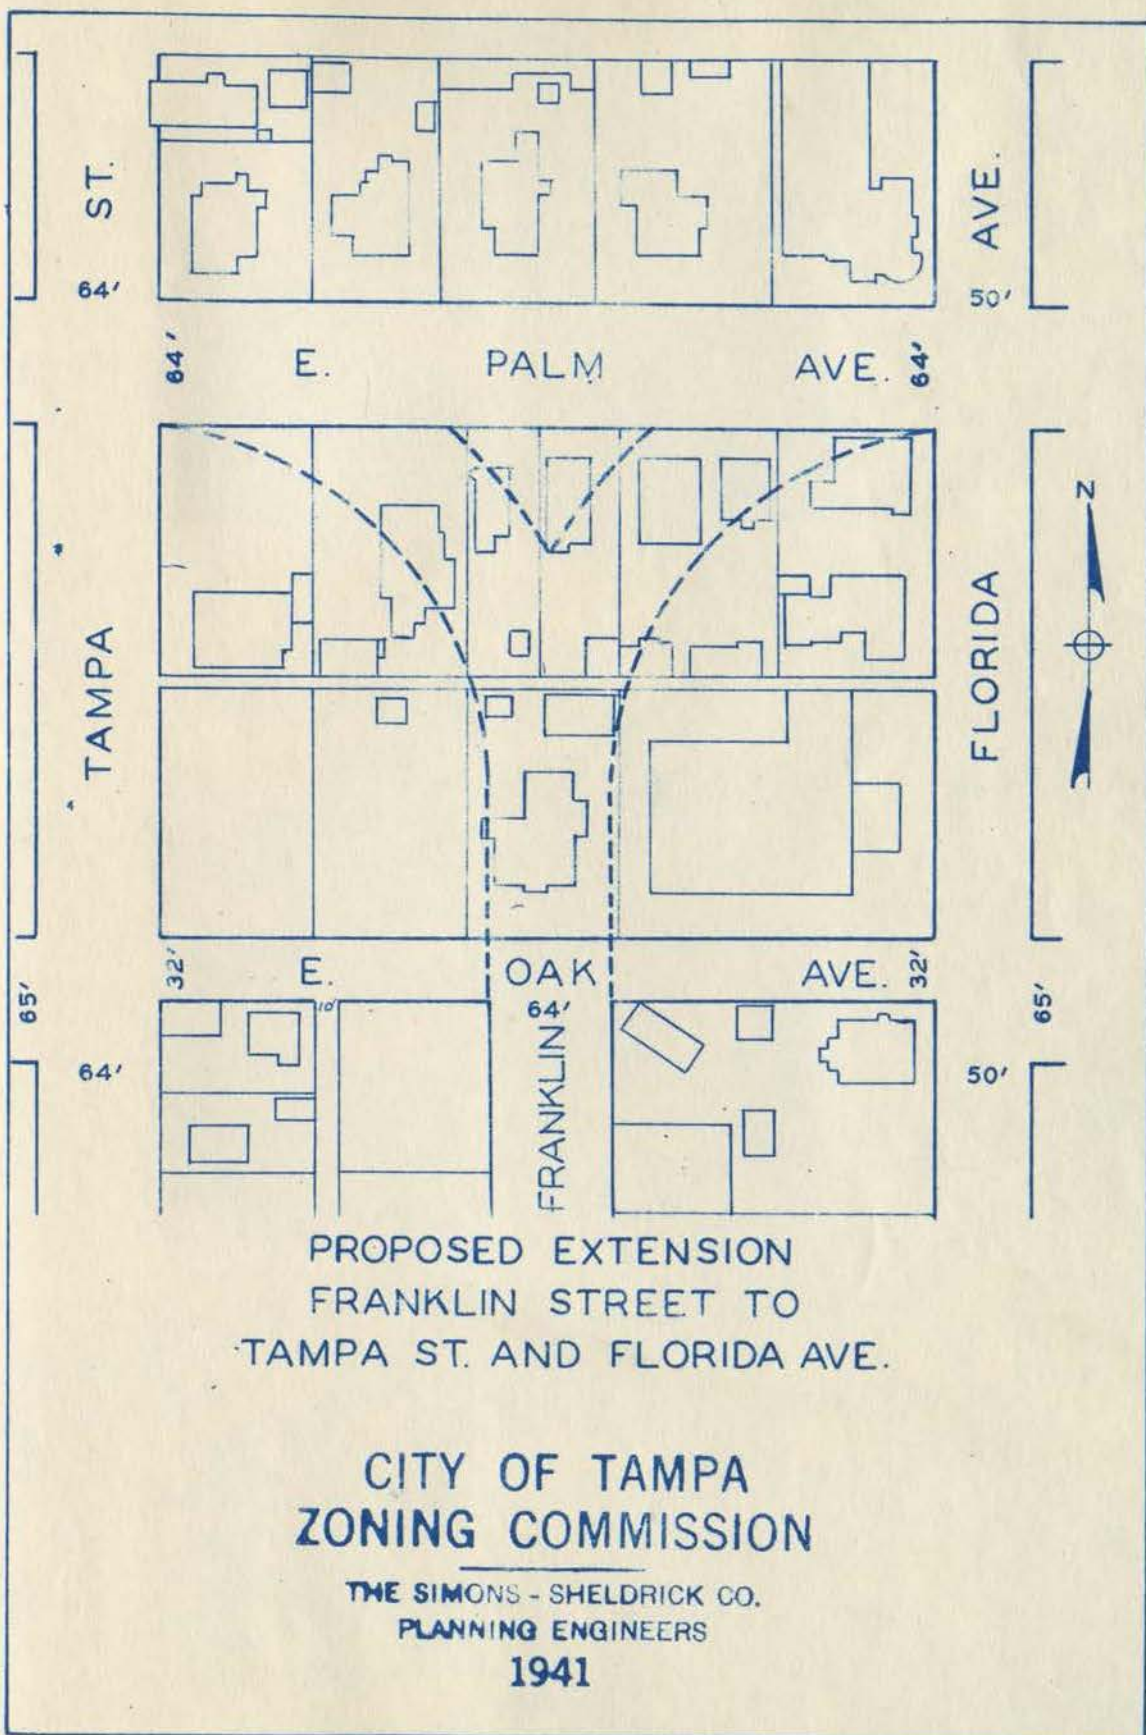 ST.
AVE.
64'
50'
64'
E. PALM AVE.
64'
TAMPA
FLORIDA
N
32'
E. OAK AVE.
32'
65'
65'
10'
64'
64'
50'
FRANKLIN
PROPOSED EXTENSION
FRANKLIN STREET TO
TAMPA ST. AND FLORIDA AVE.
CITY OF TAMPA
ZONING COMMISSION
THE SIMONS - SHELDRICK CO.
PLANNING ENGINEERS
1941